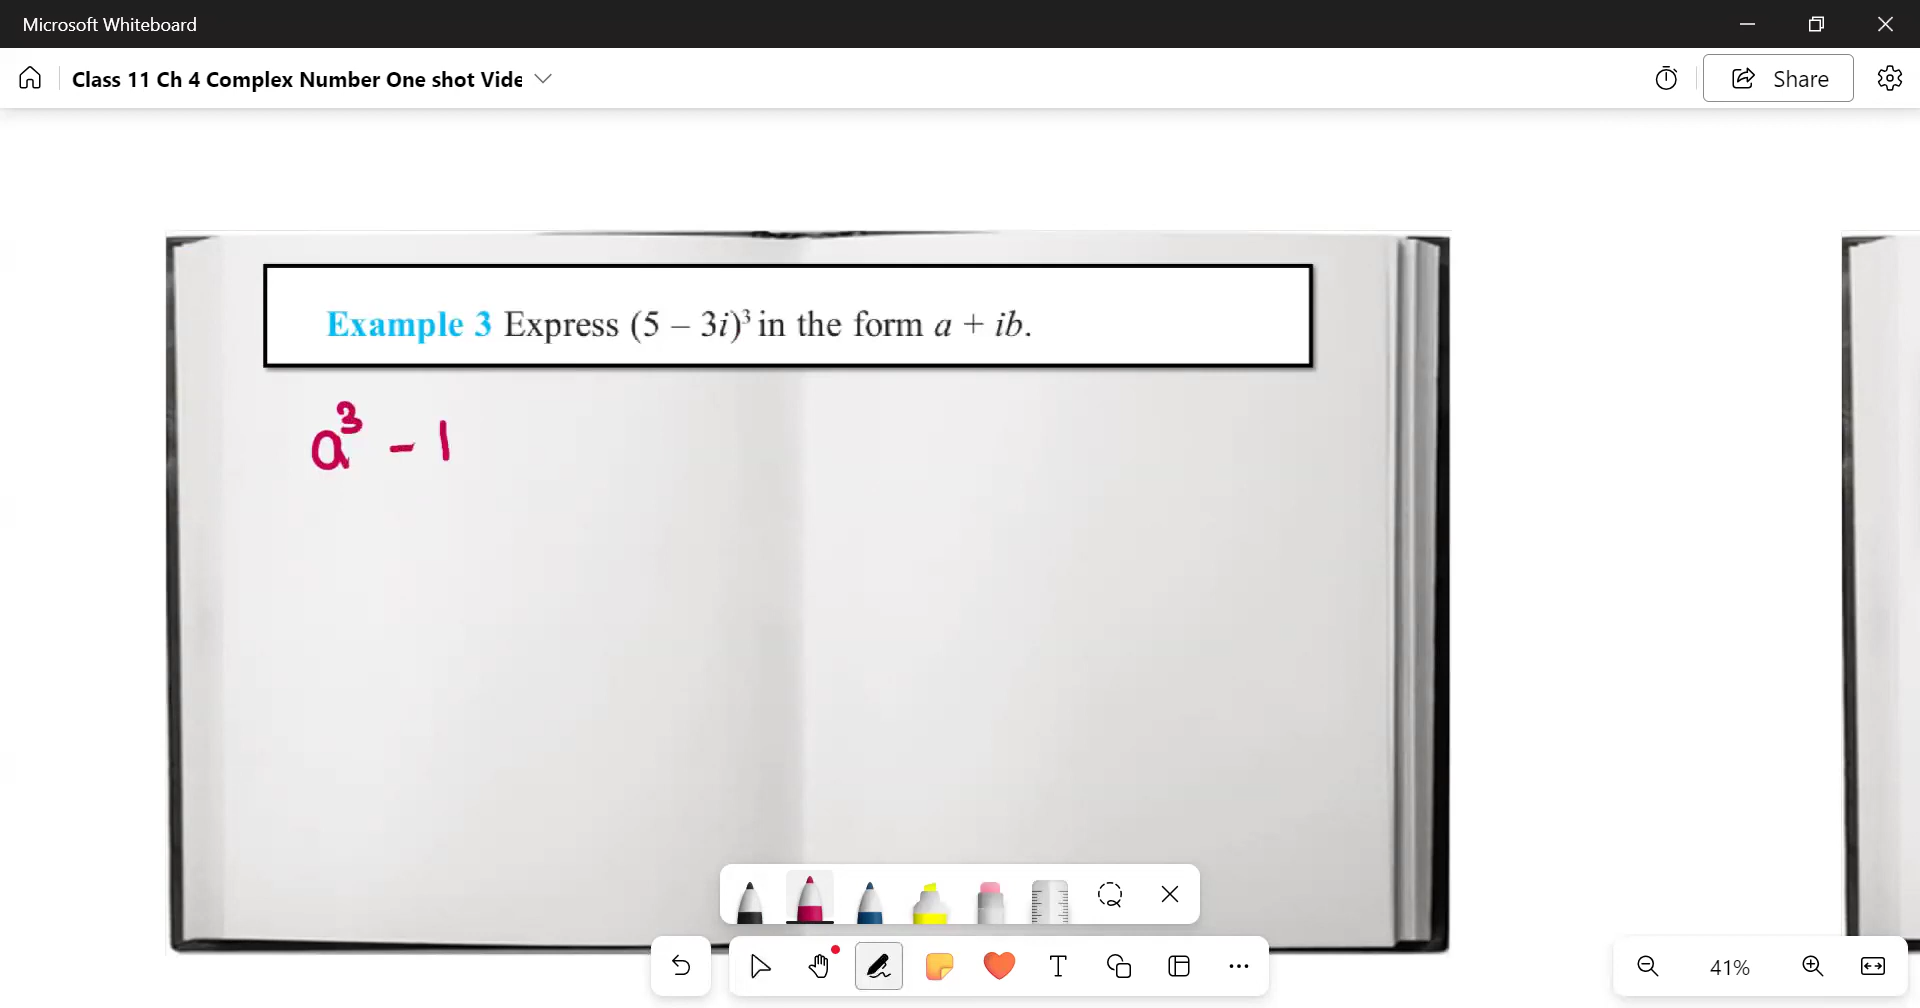 Microsoft Whiteboard
Class 11 Ch 4 Complex Number One shot Vide
Share
Example 3 Express (5 – 3i)³ in the form a + ib.
a³ - 1
41%